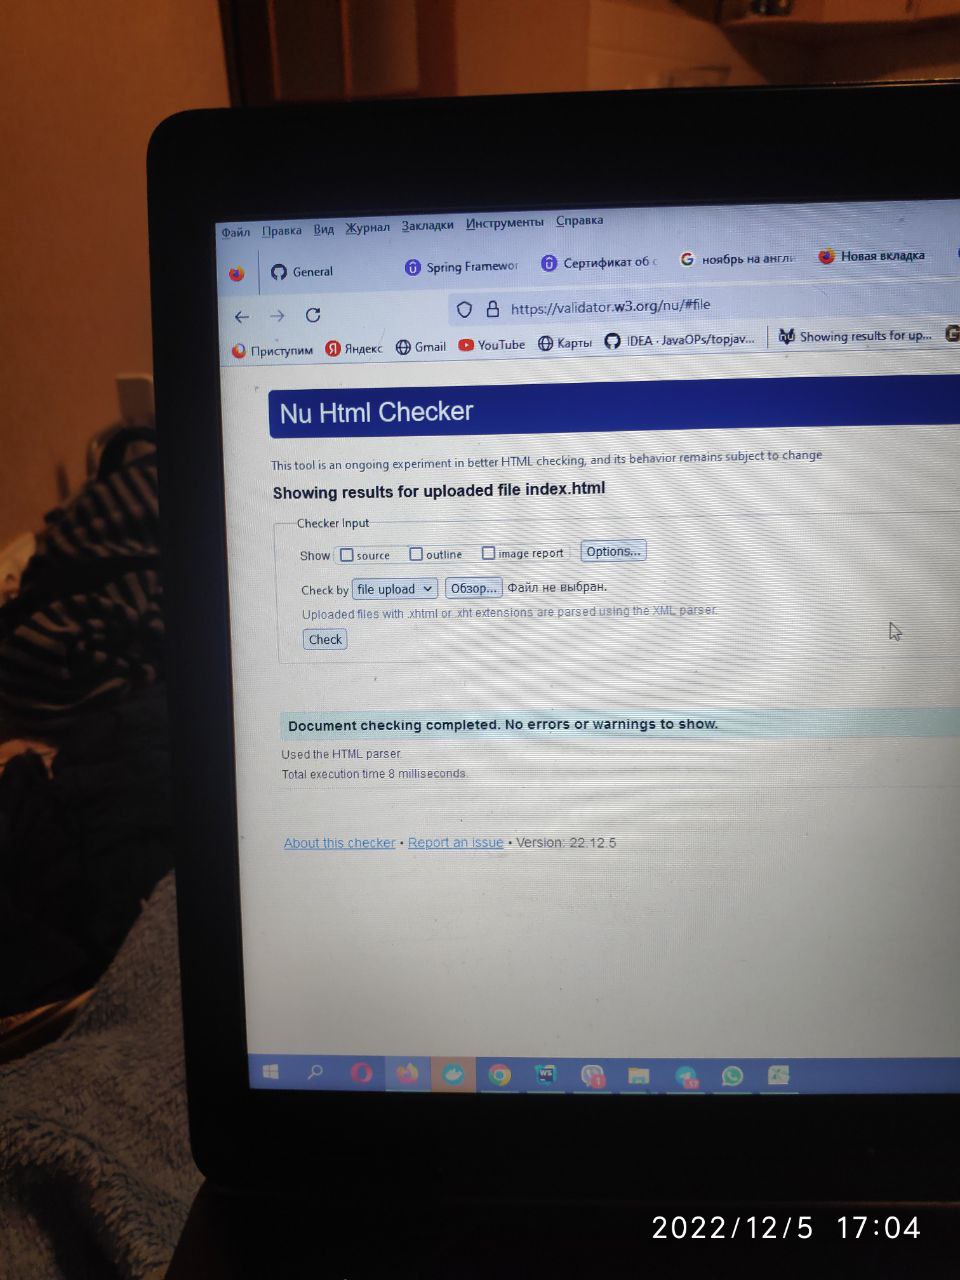 Файл Правка Вид Журнал Закладки Инструменты Справка
General Spring Framewor Сертификат об с ноябрь на англи Новая вкладка
https://validator.w3.org/nu/#file
Приступим Яндекс Gmail YouTube Карты IDEA · JavaOPs/topjav... Showing results for up...
Nu Html Checker
This tool is an ongoing experiment in better HTML checking, and its behavior remains subject to change
Showing results for uploaded file index.html
Checker Input
Show source outline image report Options...
Check by file upload Обзор... Файл не выбран.
Uploaded files with .xhtml or .xht extensions are parsed using the XML parser.
Check
Document checking completed. No errors or warnings to show.
Used the HTML parser.
Total execution time 8 milliseconds.
About this checker • Report an issue • Version: 22.12.5
WS
2022/12/5 17:04